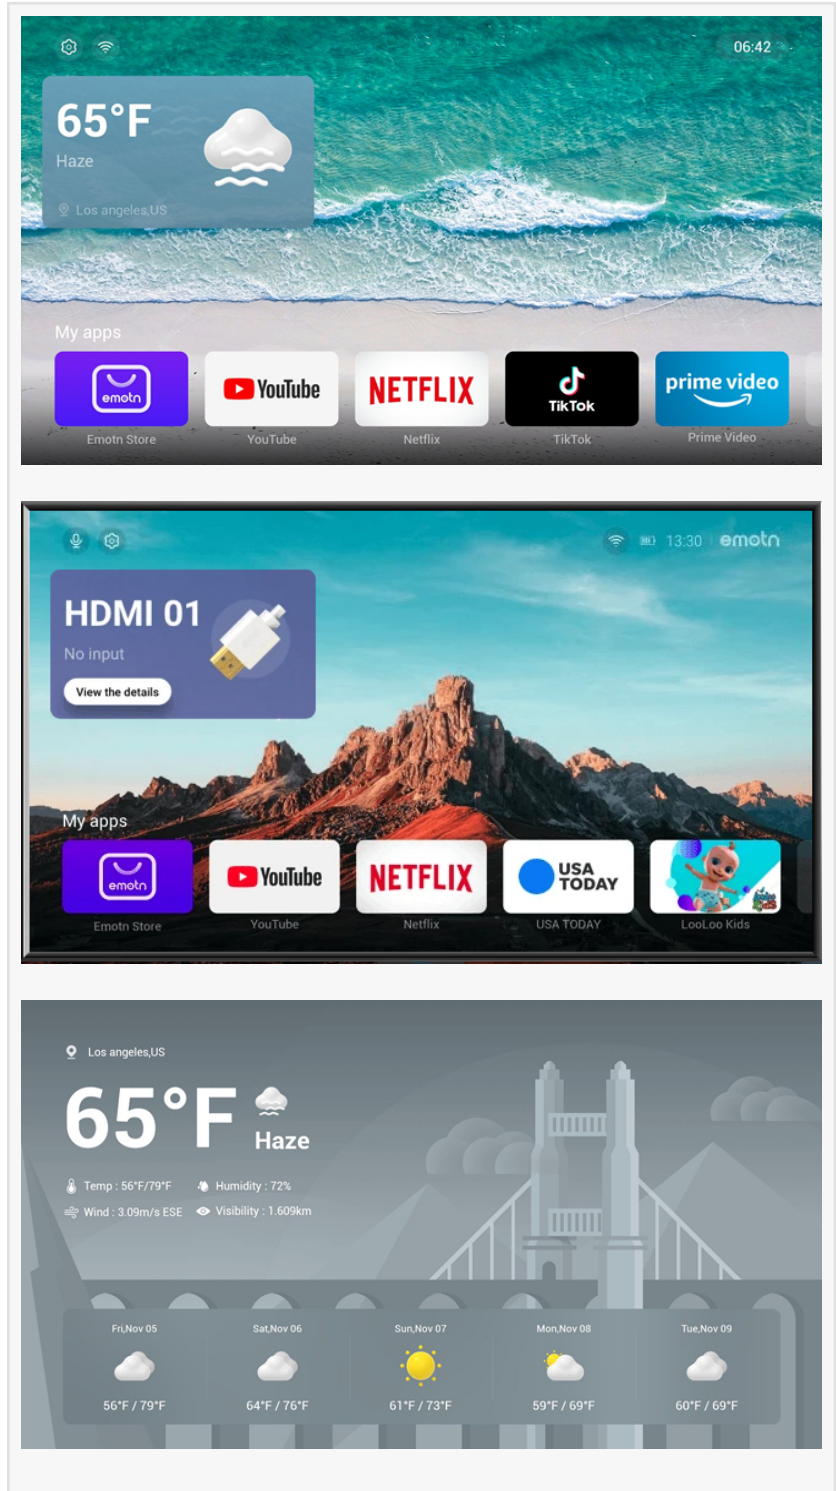 06:42
65°F
Haze
Los angeles,US
My apps
emotn
YouTube
NETFLIX
TikTok
prime video
Emotn Store
YouTube
Netflix
TikTok
Prime Video
13:30
emotn
HDMI 01
No input
View the details
My apps
emotn
YouTube
NETFLIX
USA
TODAY
Emotn Store
YouTube
Netflix
USA TODAY
LooLoo Kids
Los angeles,US
65°F
Haze
Temp : 56°F/79°F
Humidity : 72%
Wind : 3.09m/s ESE
Visibility : 1.609km
Fri,Nov 05
Sat,Nov 06
Sun,Nov 07
Mon,Nov 08
Tue,Nov 09
56°F / 79°F
64°F / 76°F
61°F / 73°F
59°F / 69°F
60°F / 69°F